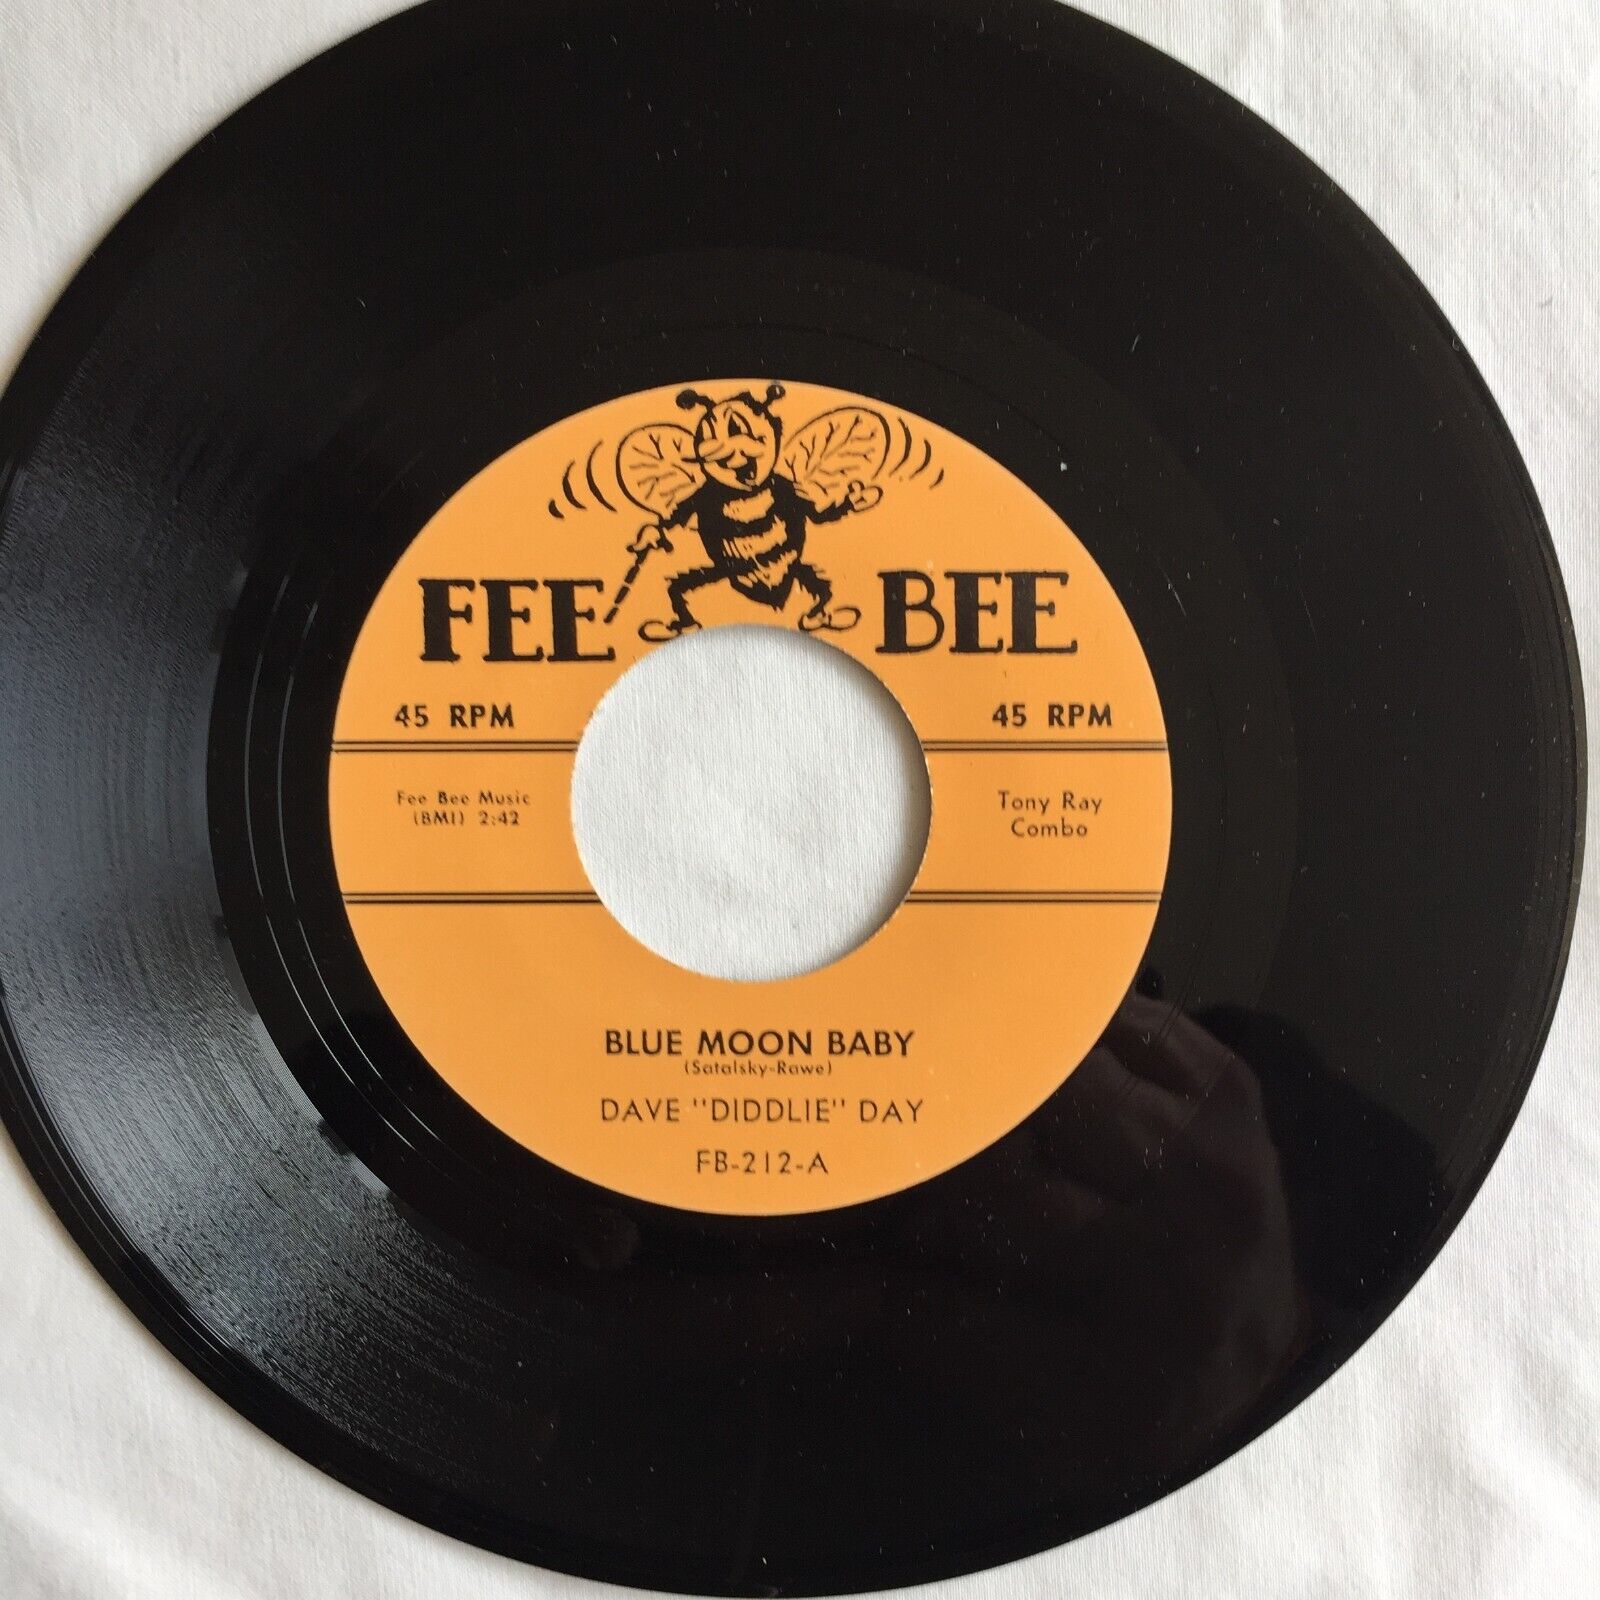 FEE BEE
45 RPM 45 RPM
Fee Bee Music
(BMI) 2:42
Tony Ray
Combo
BLUE MOON BABY
(Satalsky-Rawe)
DAVE "DIDDLIE" DAY
FB-212-A